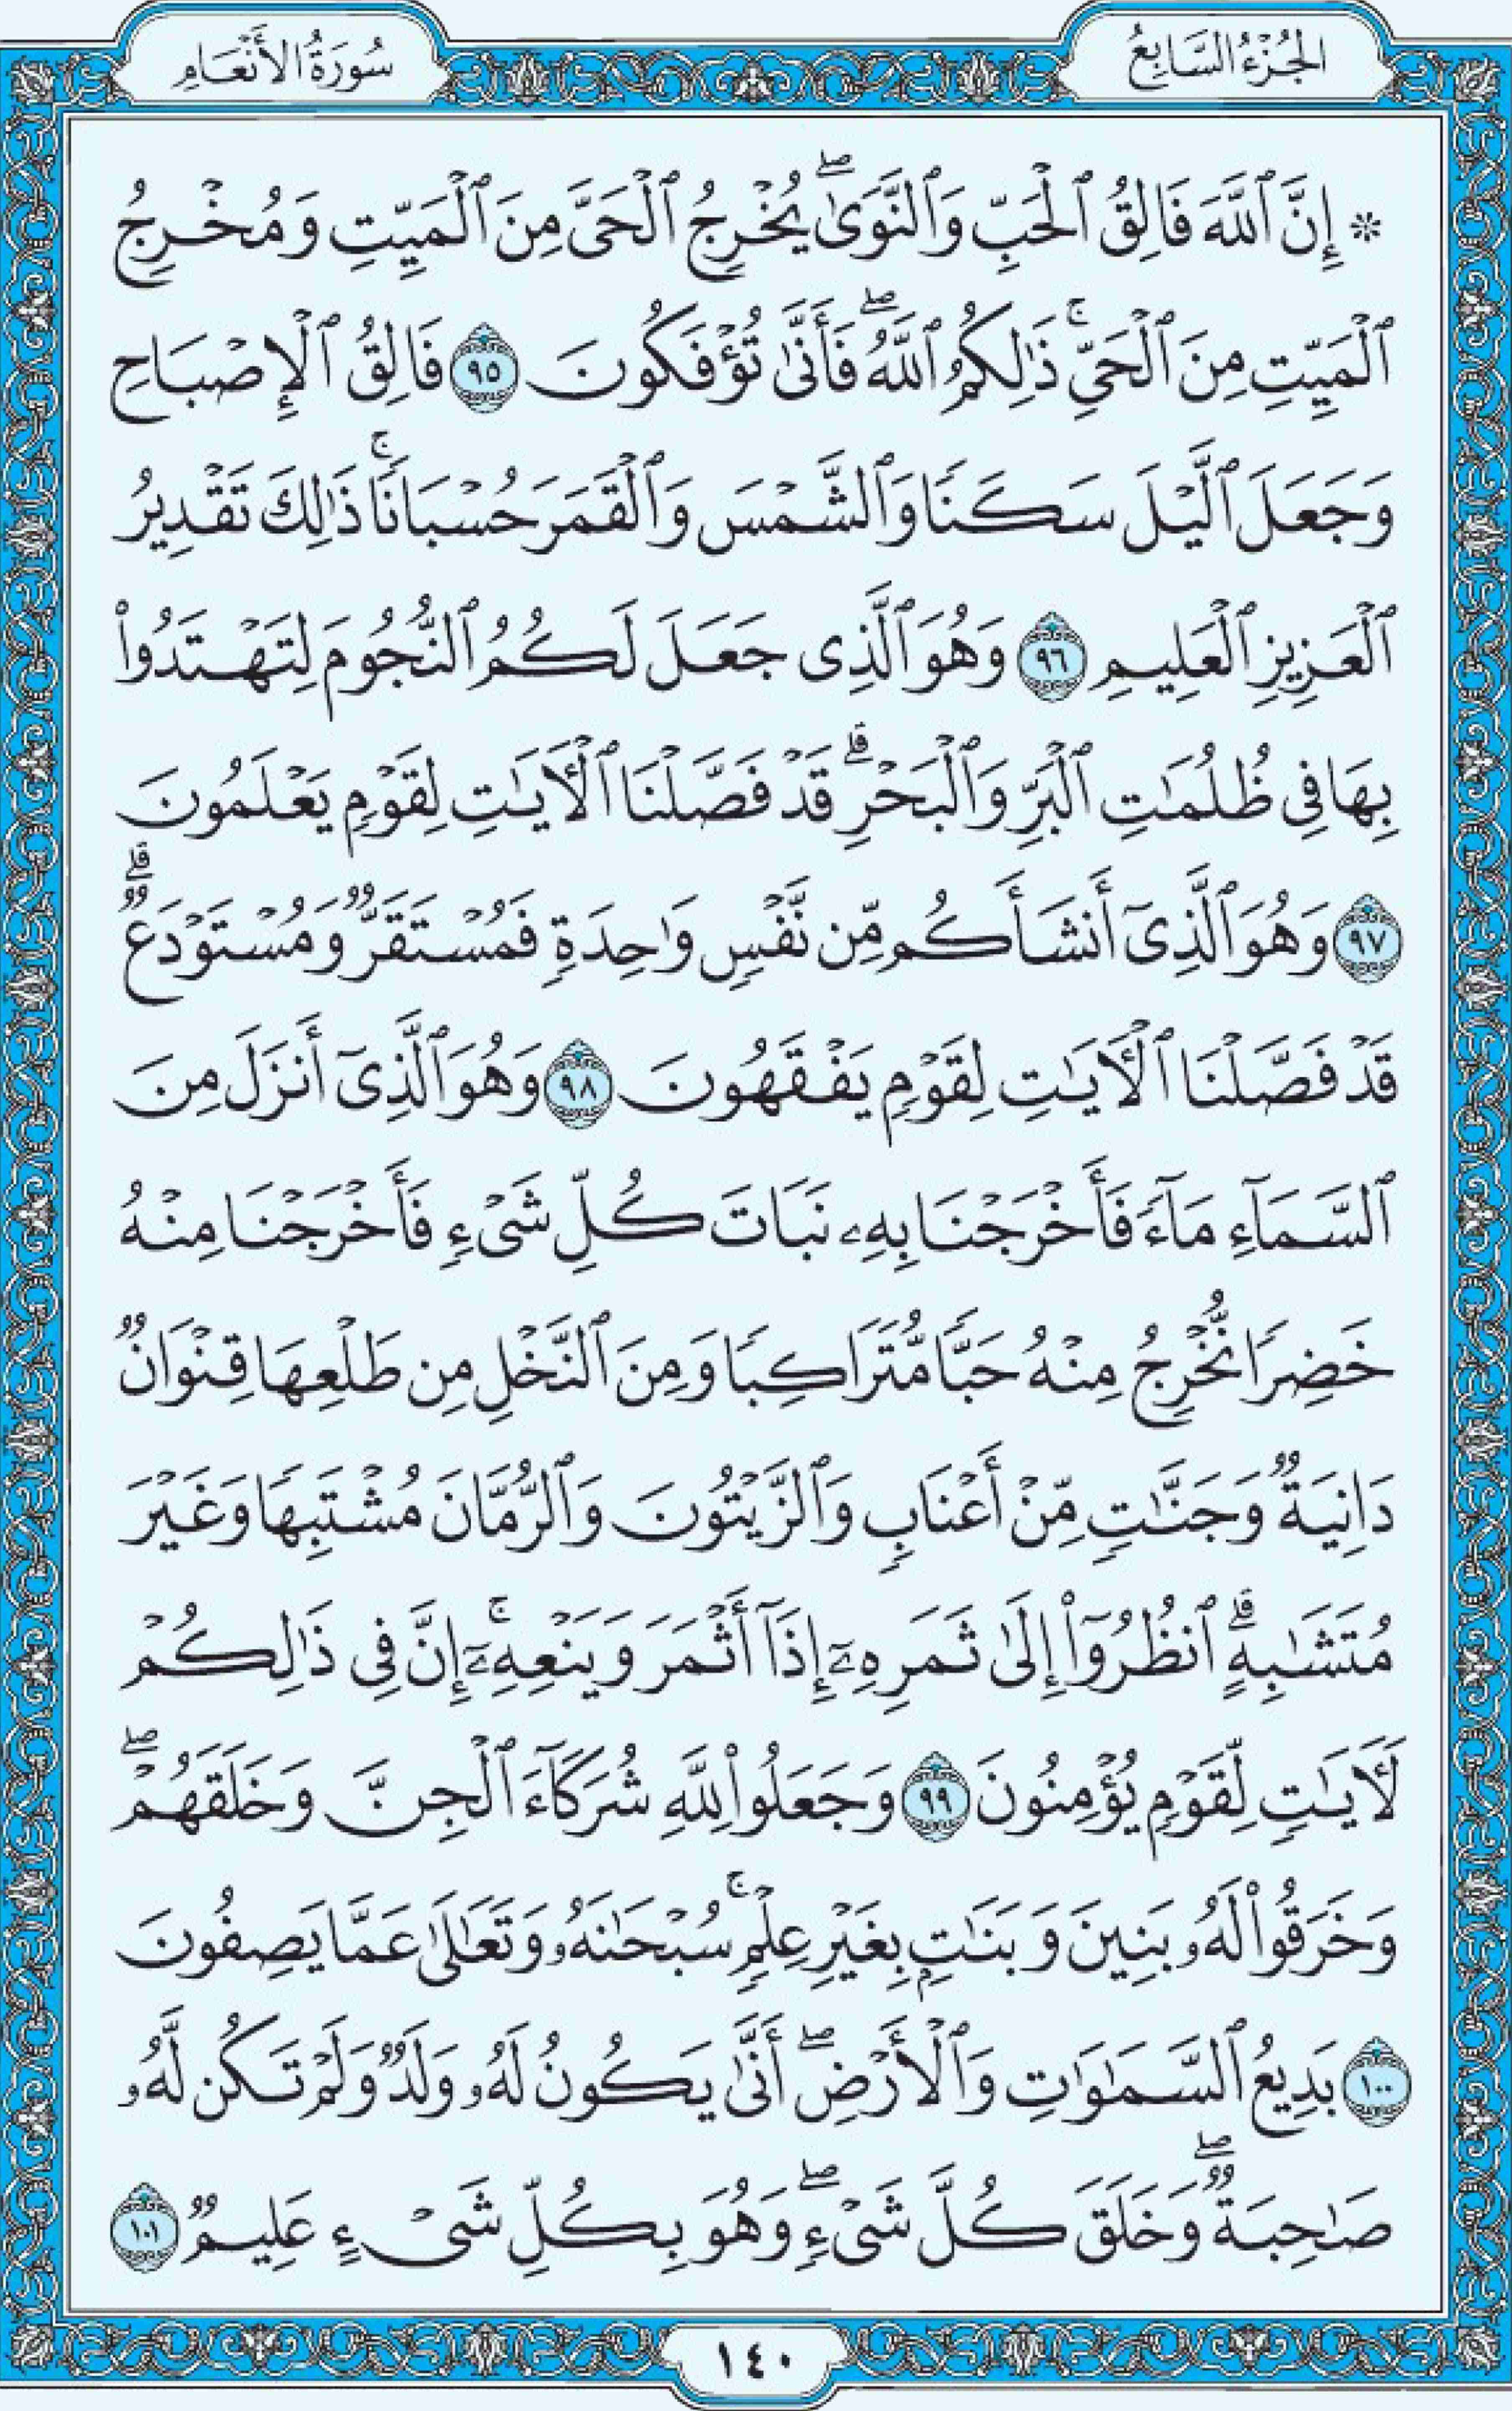 الجُزْءُ السَّابِعُ
سُورَةُ الأَنْعَامِ
۞ إِنَّ ٱللَّهَ فَالِقُ ٱلْحَبِّ وَٱلنَّوَىٰۖ يُخْرِجُ ٱلْحَىَّ مِنَ ٱلْمَيِّتِ وَمُخْرِجُ
ٱلْمَيِّتِ مِنَ ٱلْحَىِّۚ ذَٰلِكُمُ ٱللَّهُۖ فَأَنَّىٰ تُؤْفَكُونَ ٩٥ فَالِقُ ٱلْإِصْبَاحِ
وَجَعَلَ ٱلَّيْلَ سَكَنًا وَٱلشَّمْسَ وَٱلْقَمَرَ حُسْبَانًاۚ ذَٰلِكَ تَقْدِيرُ
ٱلْعَزِيزِ ٱلْعَلِيمِ ٩٦ وَهُوَ ٱلَّذِى جَعَلَ لَكُمُ ٱلنُّجُومَ لِتَهْتَدُوا۟
بِهَا فِى ظُلُمَٰتِ ٱلْبَرِّ وَٱلْبَحْرِۗ قَدْ فَصَّلْنَا ٱلْءَايَٰتِ لِقَوْمٍ يَعْلَمُونَ
٩٧ وَهُوَ ٱلَّذِىٓ أَنشَأَكُم مِّن نَّفْسٍ وَٰحِدَةٍ فَمُسْتَقَرٌّ وَمُسْتَوْدَعٌۗ
قَدْ فَصَّلْنَا ٱلْءَايَٰتِ لِقَوْمٍ يَفْقَهُونَ ٩٨ وَهُوَ ٱلَّذِىٓ أَنزَلَ مِنَ
ٱلسَّمَآءِ مَآءً فَأَخْرَجْنَا بِهِۦ نَبَاتَ كُلِّ شَىْءٍ فَأَخْرَجْنَا مِنْهُ
خَضِرًا نُّخْرِجُ مِنْهُ حَبًّا مُّتَرَاكِبًا وَمِنَ ٱلنَّخْلِ مِن طَلْعِهَا قِنْوَانٌ
دَانِيَةٌ وَجَنَّٰتٍ مِّنْ أَعْنَابٍ وَٱلزَّيْتُونَ وَٱلرُّمَّانَ مُشْتَبِهًا وَغَيْرَ
مُتَشَٰبِهٍۗ ٱنظُرُوٓا۟ إِلَىٰ ثَمَرِهِۦٓ إِذَآ أَثْمَرَ وَيَنْعِهِۦٓۚ إِنَّ فِى ذَٰلِكُمْ
لَءَايَٰتٍ لِّقَوْمٍ يُؤْمِنُونَ ٩٩ وَجَعَلُوا۟ لِلَّهِ شُرَكَآءَ ٱلْجِنَّ وَخَلَقَهُمْۖ
وَخَرَقُوا۟ لَهُۥ بَنِينَ وَبَنَٰتٍۭ بِغَيْرِ عِلْمٍۚ سُبْحَٰنَهُۥ وَتَعَٰلَىٰ عَمَّا يَصِفُونَ
١٠٠ بَدِيعُ ٱلسَّمَٰوَٰتِ وَٱلْأَرْضِۖ أَنَّىٰ يَكُونُ لَهُۥ وَلَدٌ وَلَمْ تَكُن لَّهُۥ
صَٰحِبَةٌۖ وَخَلَقَ كُلَّ شَىْءٍۖ وَهُوَ بِكُلِّ شَىْءٍ عَلِيمٌ ١٠١
١٤٠